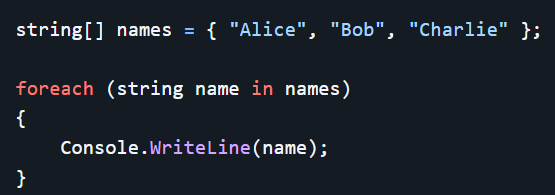 string[] names = { "Alice", "Bob", "Charlie" };

foreach (string name in names)
{
    Console.WriteLine(name);
}